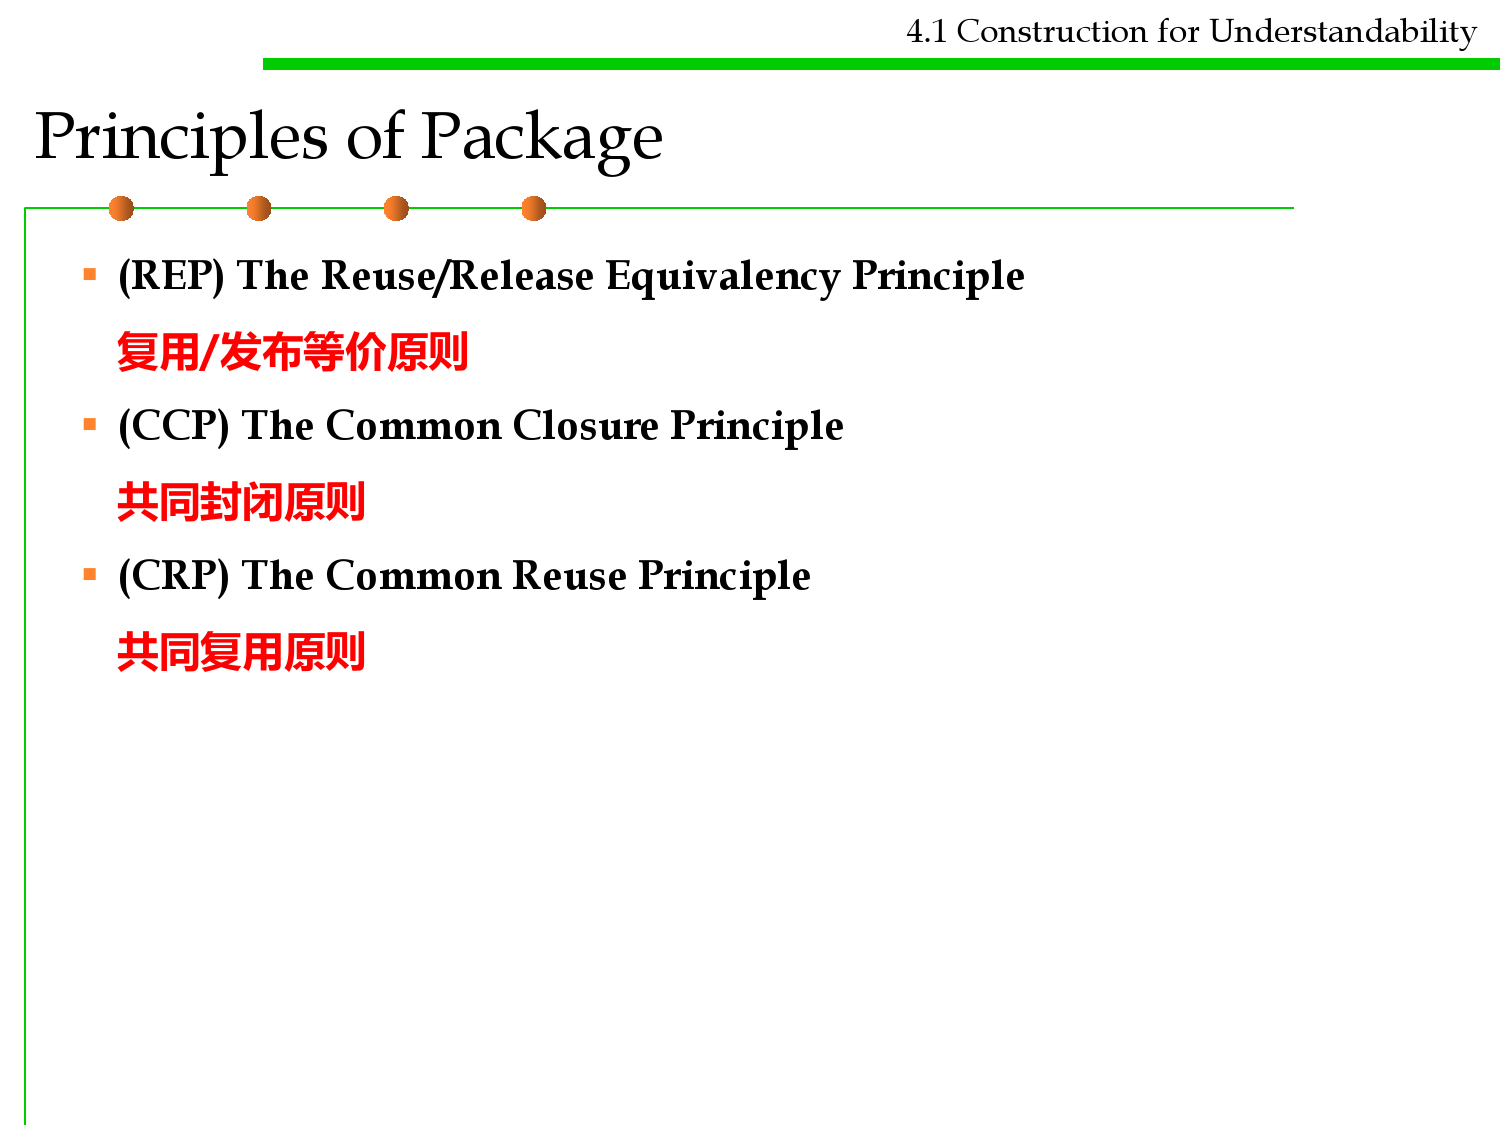 4.1 Construction for Understandability
Principles of Package
(REP) The Reuse/Release Equivalency Principle
复用/发布等价原则
(CCP) The Common Closure Principle
共同封闭原则
(CRP) The Common Reuse Principle
共同复用原则